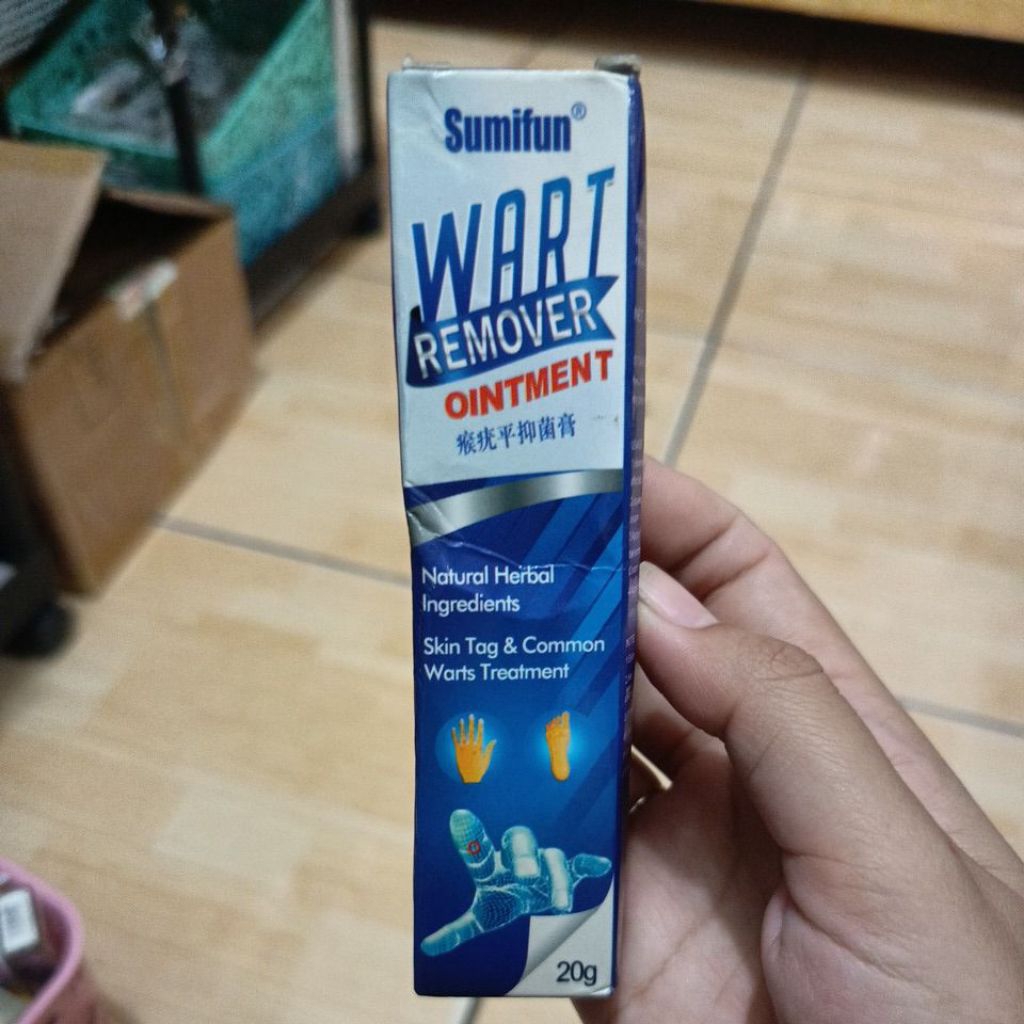 Sumifun®
WART
REMOVER
OINTMENT
瘊疣平抑菌膏
Natural Herbal
Ingredients
Skin Tag & Common
Warts Treatment
20g